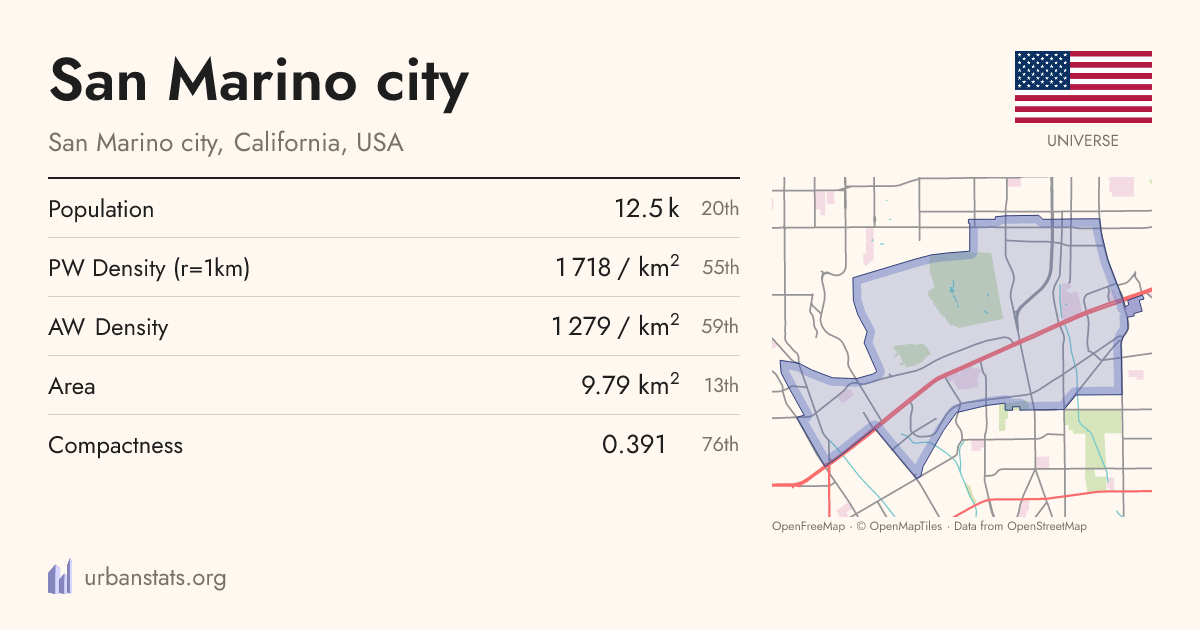 San Marino city
San Marino city, California, USA
UNIVERSE
Population 12.5 k 20th
PW Density (r=1km) 1 718 / km² 55th
AW Density 1 279 / km² 59th
Area 9.79 km² 13th
Compactness 0.391 76th
OpenFreeMap · © OpenMapTiles · Data from OpenStreetMap
urbanstats.org